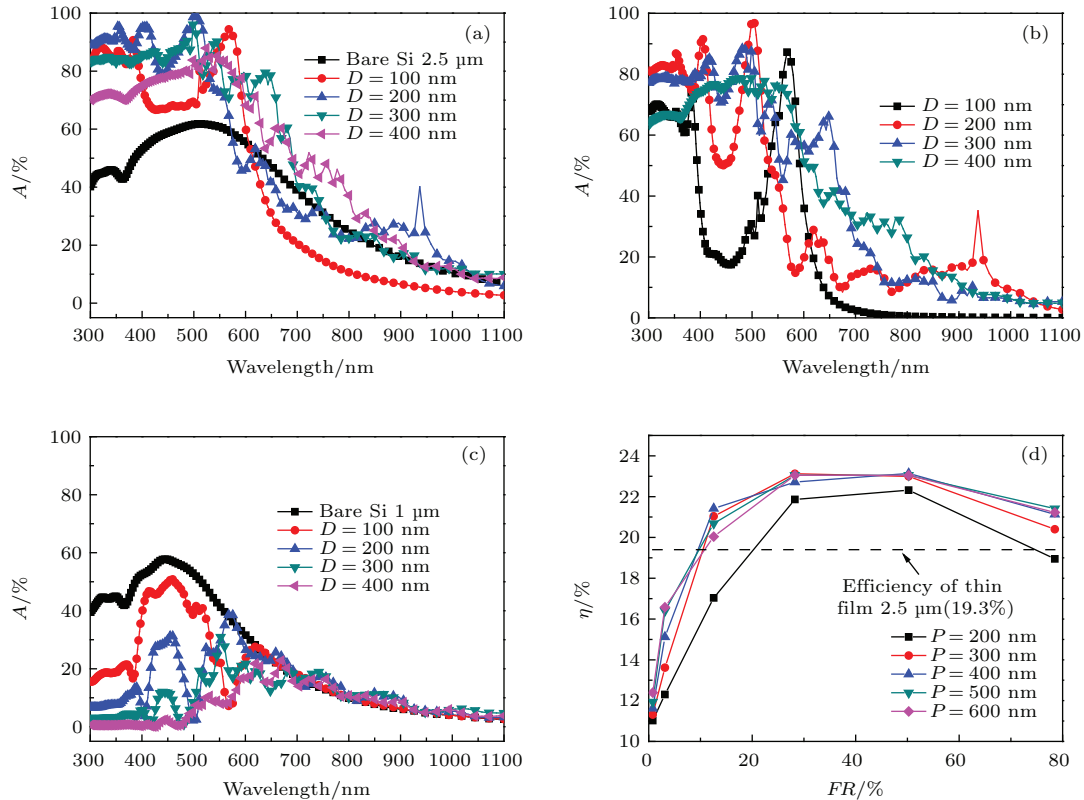 100
80
60
40
20
0
A/%
(a)
Bare Si 2.5 μm
D = 100 nm
D = 200 nm
D = 300 nm
D = 400 nm
300 400 500 600 700 800 900 1000 1100
Wavelength/nm
100
80
60
40
20
0
A/%
(b)
D = 100 nm
D = 200 nm
D = 300 nm
D = 400 nm
300 400 500 600 700 800 900 1000 1100
Wavelength/nm
100
80
60
40
20
0
A/%
(c)
Bare Si 1 μm
D = 100 nm
D = 200 nm
D = 300 nm
D = 400 nm
300 400 500 600 700 800 900 1000 1100
Wavelength/nm
24
22
20
18
16
14
12
10
η/%
(d)
Efficiency of thin
film 2.5 μm(19.3%)
P = 200 nm
P = 300 nm
P = 400 nm
P = 500 nm
P = 600 nm
0 20 40 60 80
FR/%